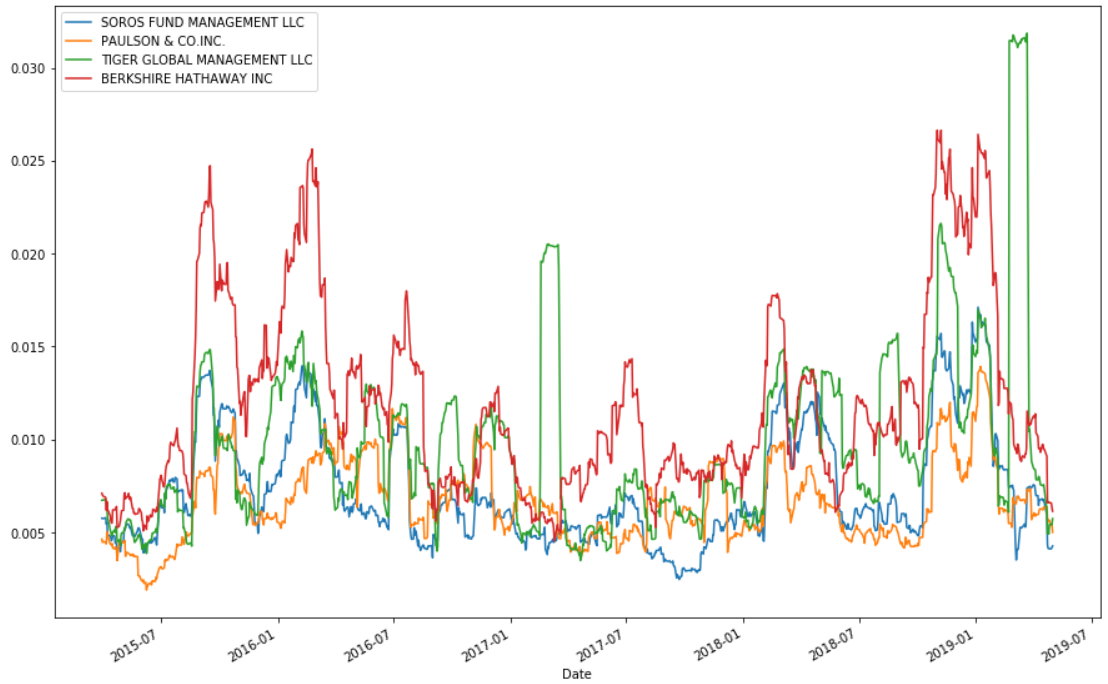 SOROS FUND MANAGEMENT LLC
PAULSON & CO.INC.
TIGER GLOBAL MANAGEMENT LLC
BERKSHIRE HATHAWAY INC
0.030
0.025
0.020
0.015
0.010
0.005
2015-07 2016-01 2016-07 2017-01 2017-07 2018-01 2018-07 2019-01 2019-07
Date